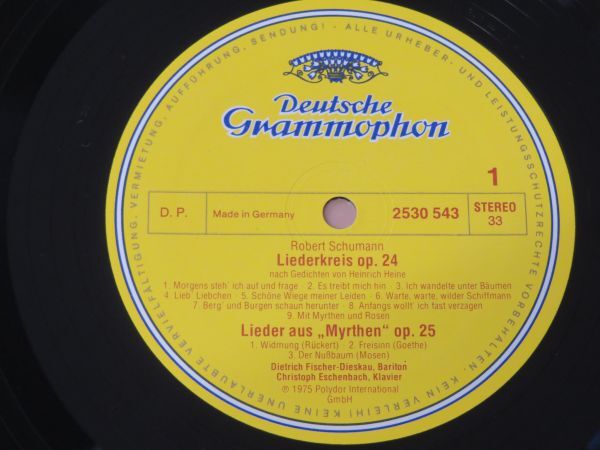 VERVIELFÄLTIGUNG, VERMIETUNG, AUFFÜHRUNG, SENDUNG! - ALLE URHEBER- UND LEISTUNGSSCHUTZRECHTE VORBEHALTEN. KEIN VERLEIH! KEINE UNERLAUBTE
Deutsche
Grammophon
1
D. P.
Made in Germany
2530 543
STEREO
33
Robert Schumann
Liederkreis op. 24
nach Gedichten von Heinrich Heine
1. Morgens steh' ich auf und frage · 2. Es treibt mich hin · 3. Ich wandelte unter Bäumen
4. Lieb' Liebchen · 5. Schöne Wiege meiner Leiden · 6. Warte, warte, wilder Schiffmann
7. Berg' und Burgen schaun herunter · 8. Anfangs wollt' ich fast verzagen
9. Mit Myrthen und Rosen
Lieder aus „Myrthen" op. 25
1. Widmung (Rückert) · 2. Freisinn (Goethe)
3. Der Nußbaum (Mosen)
Dietrich Fischer-Dieskau, Bariton
Christoph Eschenbach, Klavier
℗ 1975 Polydor International
GmbH